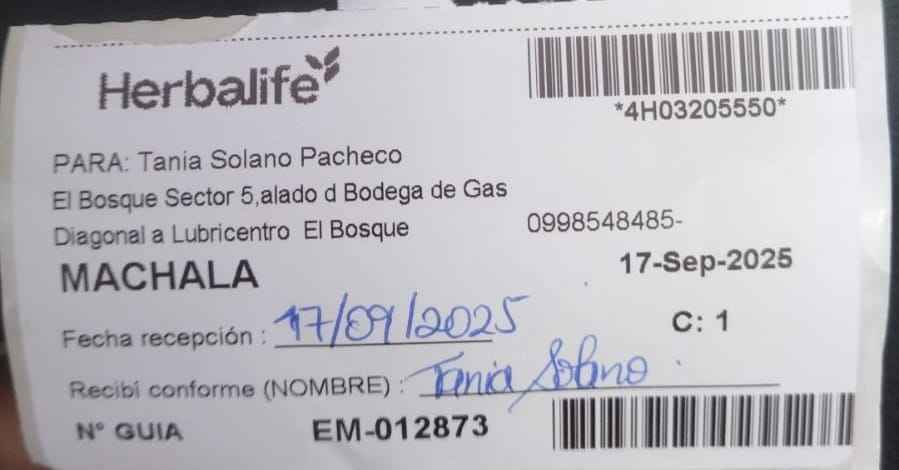 Herbalife
*4H03205550*
PARA: Tania Solano Pacheco
El Bosque Sector 5,alado d Bodega de Gas
Diagonal a Lubricentro El Bosque
0998548485-
MACHALA
17-Sep-2025
Fecha recepción : 17/09/2025
C: 1
Recibí conforme (NOMBRE) : Tania Solano
N° GUIA EM-012873